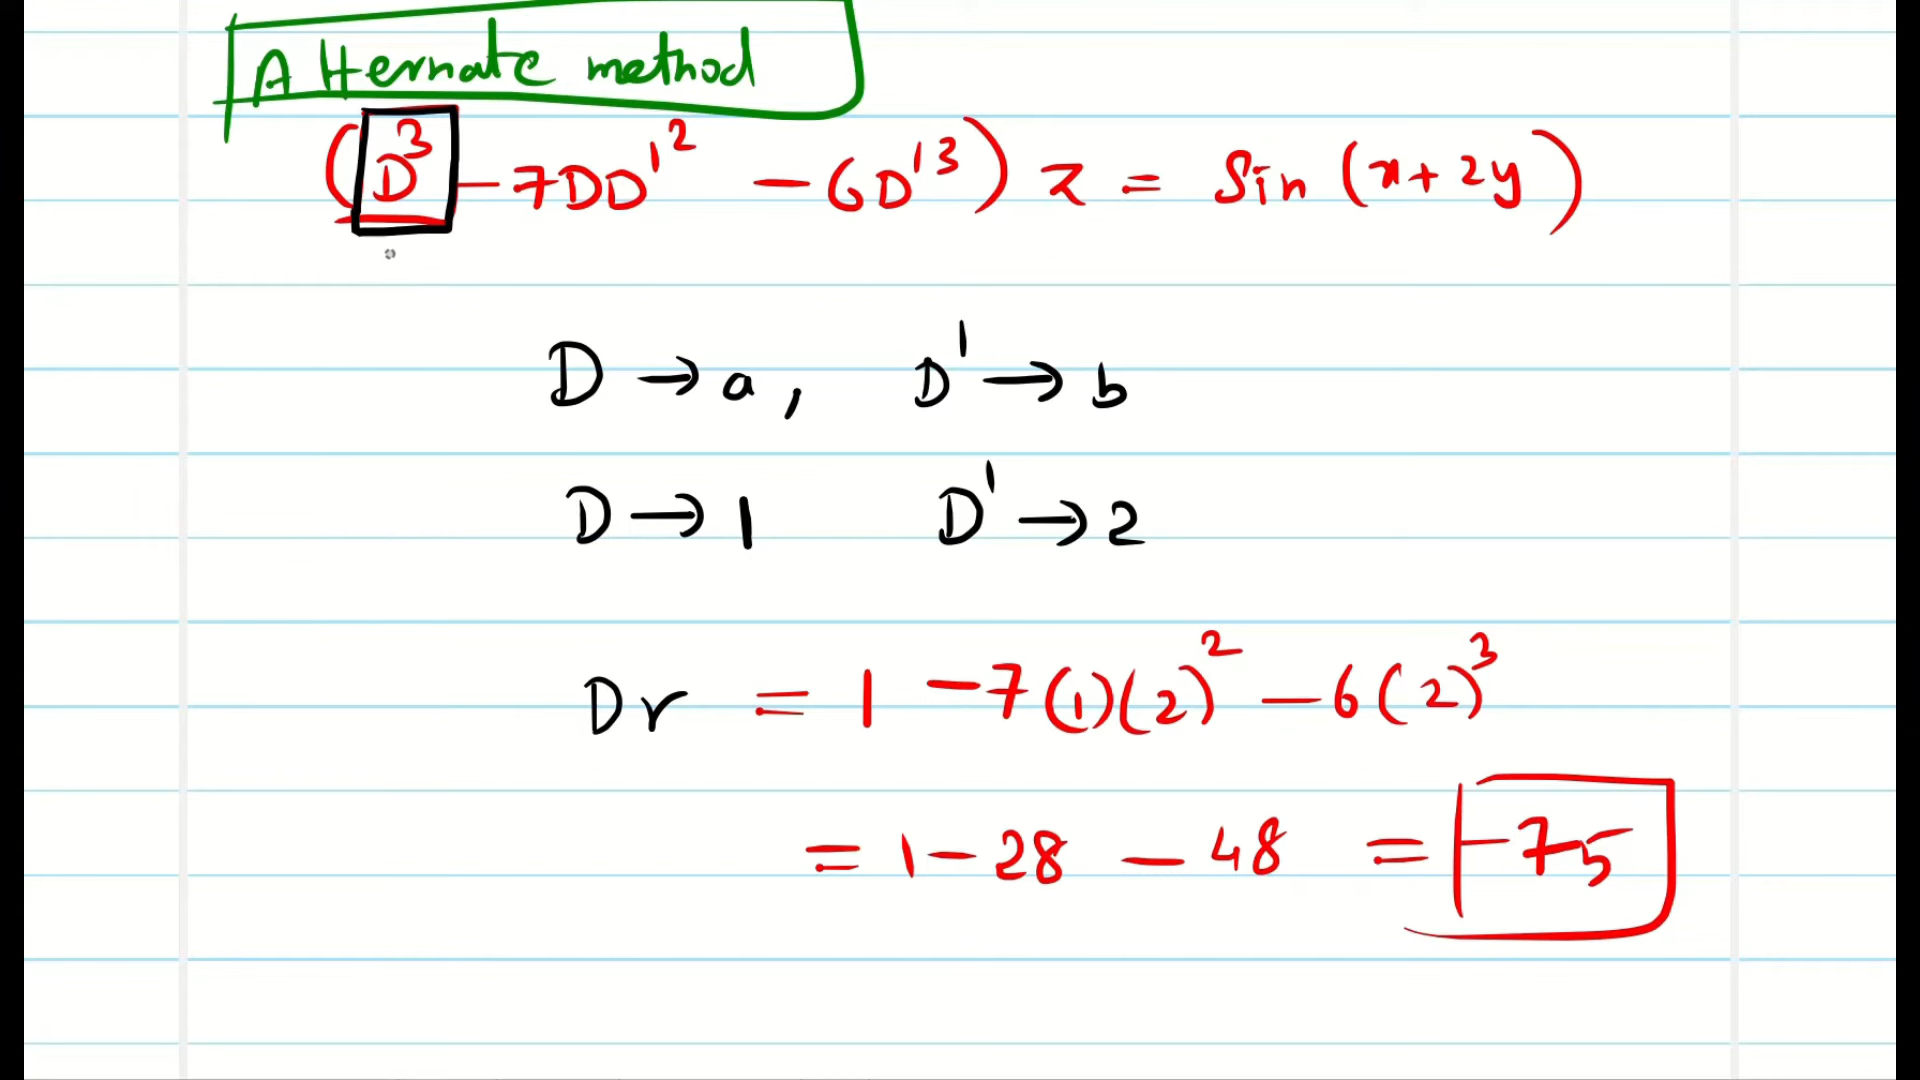 Alternate method
(D³ - 7DD'² - 6D'³) z = Sin (x+2y)
D → a, D' → b
D → 1 D' → 2
Dr = 1 - 7(1)(2)² - 6(2)³
= 1 - 28 - 48 = -75